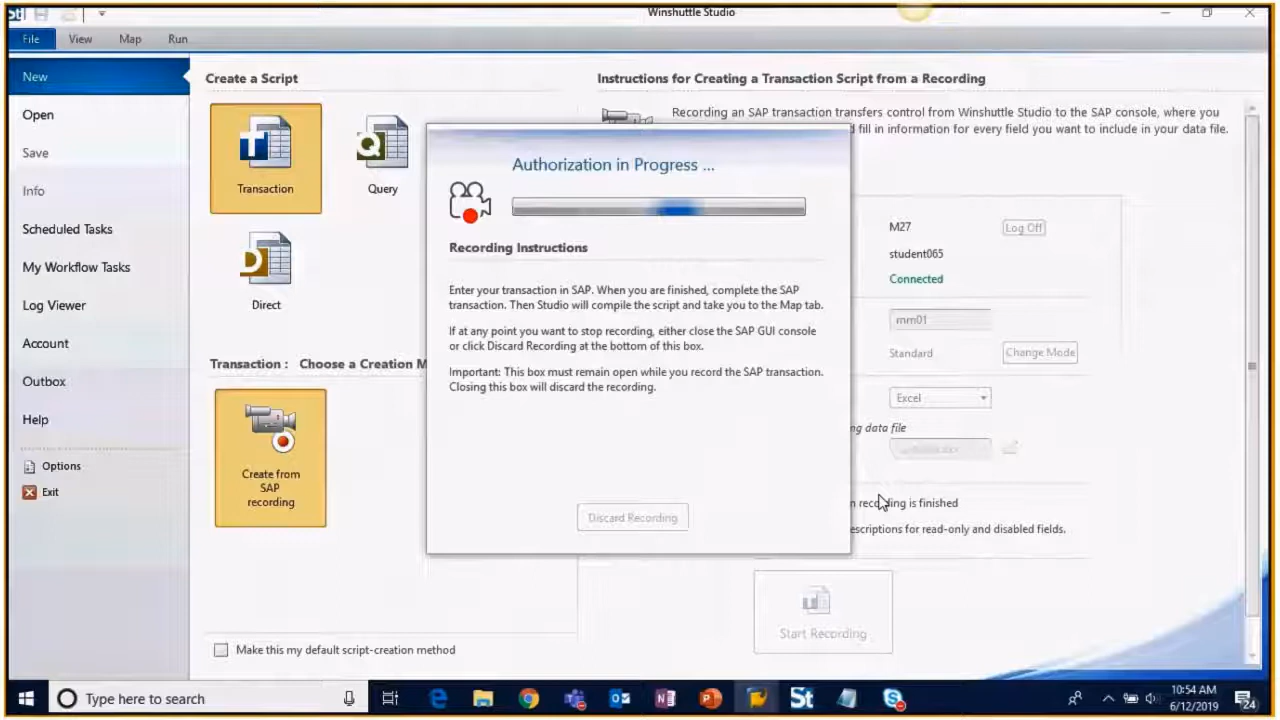 St
Winshuttle Studio
File View Map Run
New
Open
Save
Info
Scheduled Tasks
My Workflow Tasks
Log Viewer
Account
Outbox
Help
Options
Exit
Create a Script
Transaction
Query
Direct
Transaction : Choose a Creation M
Create from
SAP
recording
Make this my default script-creation method
Instructions for Creating a Transaction Script from a Recording
Recording an SAP transaction transfers control from Winshuttle Studio to the SAP console, where you
fill in information for every field you want to include in your data file.
Authorization in Progress ...
Recording Instructions
Enter your transaction in SAP. When you are finished, complete the SAP
transaction. Then Studio will compile the script and take you to the Map tab.
If at any point you want to stop recording, either close the SAP GUI console
or click Discard Recording at the bottom of this box.
Important: This box must remain open while you record the SAP transaction.
Closing this box will discard the recording.
Discard Recording
M27
Log Off
student065
Connected
mm01
Standard
Change Mode
Excel
ng data file
n recording is finished
escriptions for read-only and disabled fields.
Start Recording
Type here to search
St
10:54 AM
6/12/2019
24